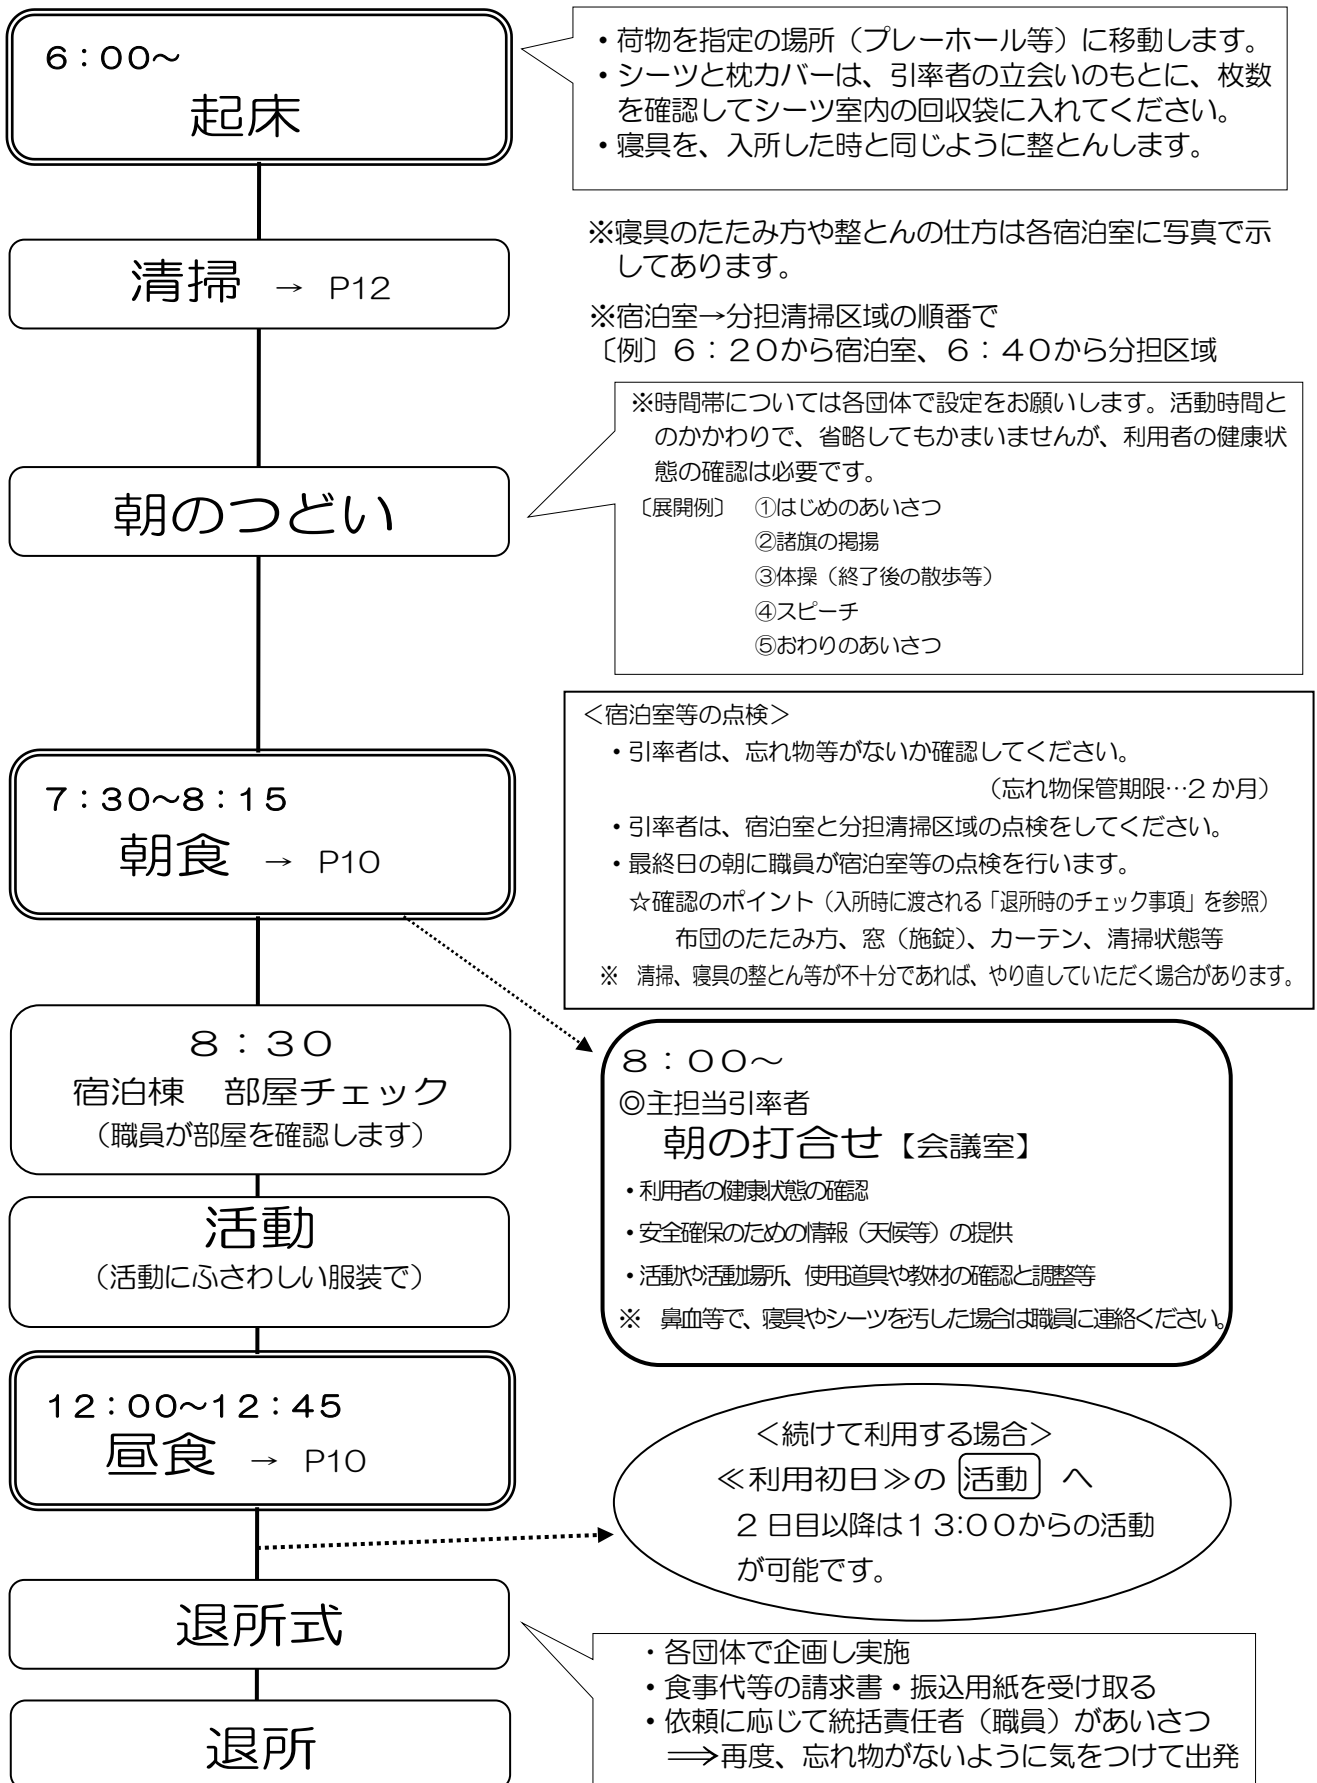 ６：００～
起床
・荷物を指定の場所（プレーホール等）に移動します。
・シーツと枕カバーは、引率者の立会いのもとに、枚数
を確認してシーツ室内の回収袋に入れてください。
・寝具を、入所した時と同じように整とんします。
清掃 → P12
※寝具のたたみ方や整とんの仕方は各宿泊室に写真で示
してあります。
※宿泊室→分担清掃区域の順番で
〔例〕６：２０から宿泊室、６：４０から分担区域
朝のつどい
※時間帯については各団体で設定をお願いします。活動時間と
のかかわりで、省略してもかまいませんが、利用者の健康状
態の確認は必要です。
〔展開例〕 ①はじめのあいさつ
②諸旗の掲揚
③体操（終了後の散歩等）
④スピーチ
⑤おわりのあいさつ
７：３０～８：１５
朝食 → P10
＜宿泊室等の点検＞
・引率者は、忘れ物等がないか確認してください。
（忘れ物保管期限…2 か月）
・引率者は、宿泊室と分担清掃区域の点検をしてください。
・最終日の朝に職員が宿泊室等の点検を行います。
☆確認のポイント（入所時に渡される「退所時のチェック事項」を参照）
布団のたたみ方、窓（施錠）、カーテン、清掃状態等
※ 清掃、寝具の整とん等が不十分であれば、やり直していただく場合があります。
８：３０
宿泊棟　部屋チェック
（職員が部屋を確認します）
８：００～
◎主担当引率者
朝の打合せ【会議室】
・利用者の健康状態の確認
・安全確保のための情報（天候等）の提供
・活動や活動場所、使用道具や教材の確認と調整等
※ 鼻血等で、寝具やシーツを汚した場合は職員に連絡ください。
活動
（活動にふさわしい服装で）
１２：００～１２：４５
昼食 → P10
＜続けて利用する場合＞
≪利用初日≫の 活動 へ
２日目以降は１３:００からの活動
が可能です。
退所式
・各団体で企画し実施
・食事代等の請求書・振込用紙を受け取る
・依頼に応じて統括責任者（職員）があいさつ
⟹再度、忘れ物がないように気をつけて出発
退所